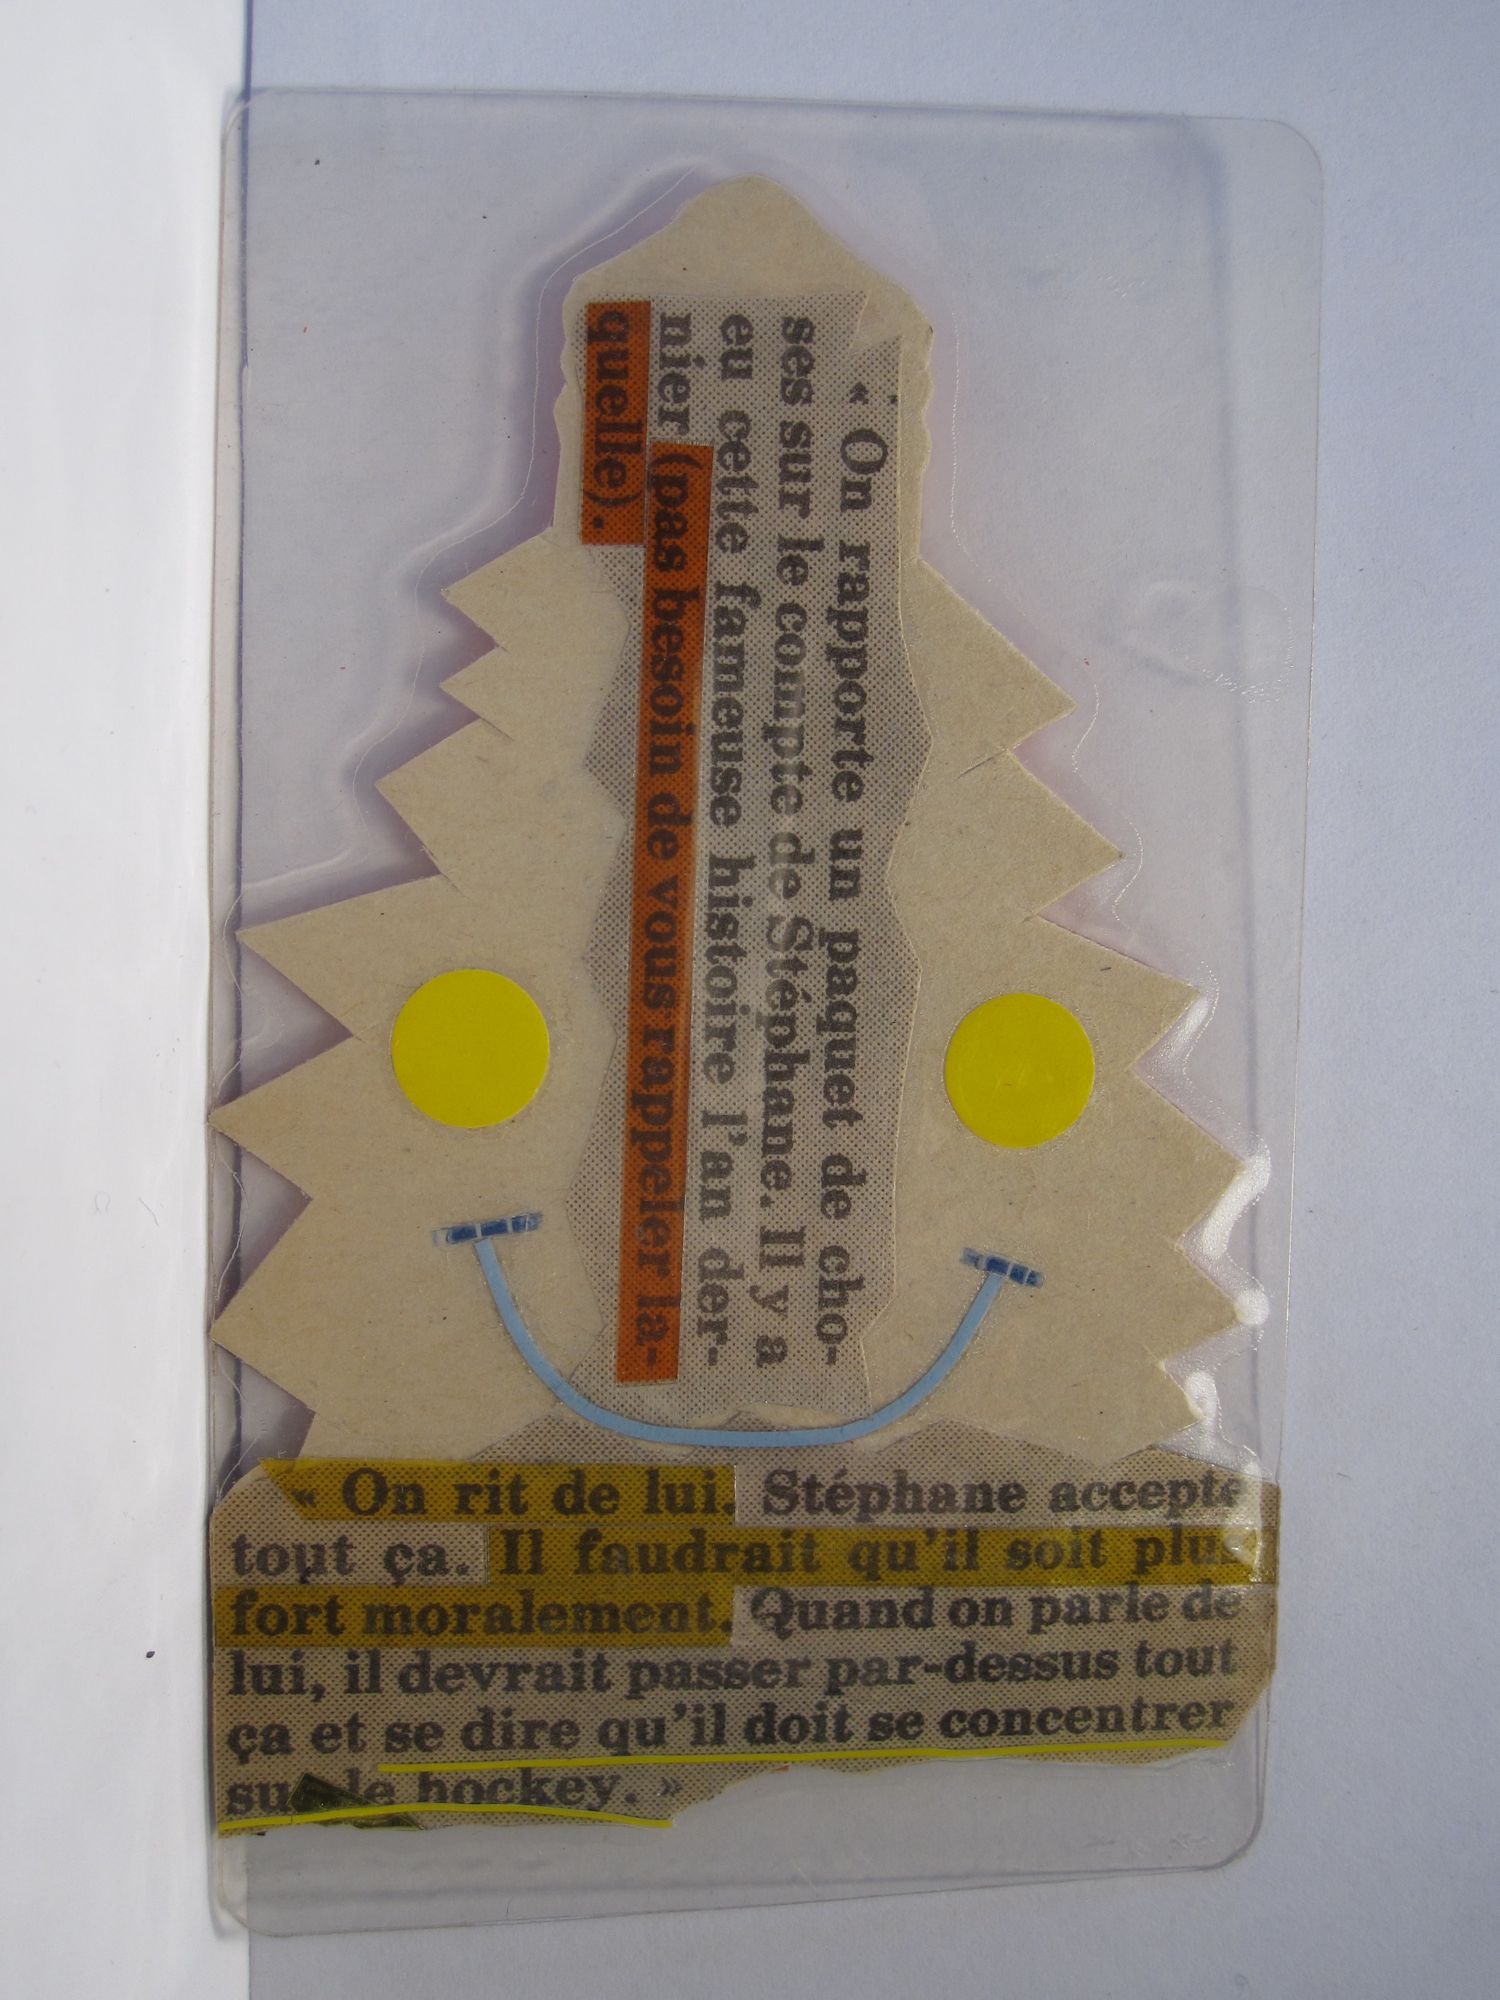 « On rapporte un paquet de cho-
ses sur le compte de Stéphane. Il y a
eu cette fameuse histoire l'an der-
nier (pas besoin de vous rappeler la-
quelle).
« On rit de lui. Stéphane accepte
tout ça. Il faudrait qu'il soit plus
fort moralement. Quand on parle de
lui, il devrait passer par-dessus tout
ça et se dire qu'il doit se concentrer
sur le hockey. »